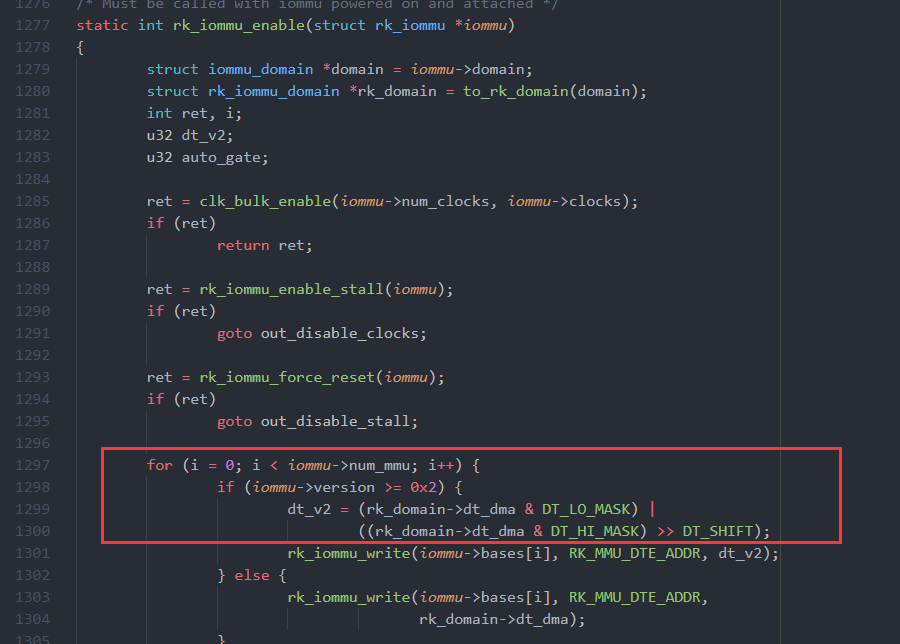 1276 /* Must be called with iommu powered on and attached */
1277 static int rk_iommu_enable(struct rk_iommu *iommu)
1278 {
1279 struct iommu_domain *domain = iommu->domain;
1280 struct rk_iommu_domain *rk_domain = to_rk_domain(domain);
1281 int ret, i;
1282 u32 dt_v2;
1283 u32 auto_gate;
1284
1285 ret = clk_bulk_enable(iommu->num_clocks, iommu->clocks);
1286 if (ret)
1287 return ret;
1288
1289 ret = rk_iommu_enable_stall(iommu);
1290 if (ret)
1291 goto out_disable_clocks;
1292
1293 ret = rk_iommu_force_reset(iommu);
1294 if (ret)
1295 goto out_disable_stall;
1296
1297 for (i = 0; i < iommu->num_mmu; i++) {
1298 if (iommu->version >= 0x2) {
1299 dt_v2 = (rk_domain->dt_dma & DT_LO_MASK) |
1300 ((rk_domain->dt_dma & DT_HI_MASK) >> DT_SHIFT);
1301 rk_iommu_write(iommu->bases[i], RK_MMU_DTE_ADDR, dt_v2);
1302 } else {
1303 rk_iommu_write(iommu->bases[i], RK_MMU_DTE_ADDR,
1304 rk_domain->dt_dma);
1305 }